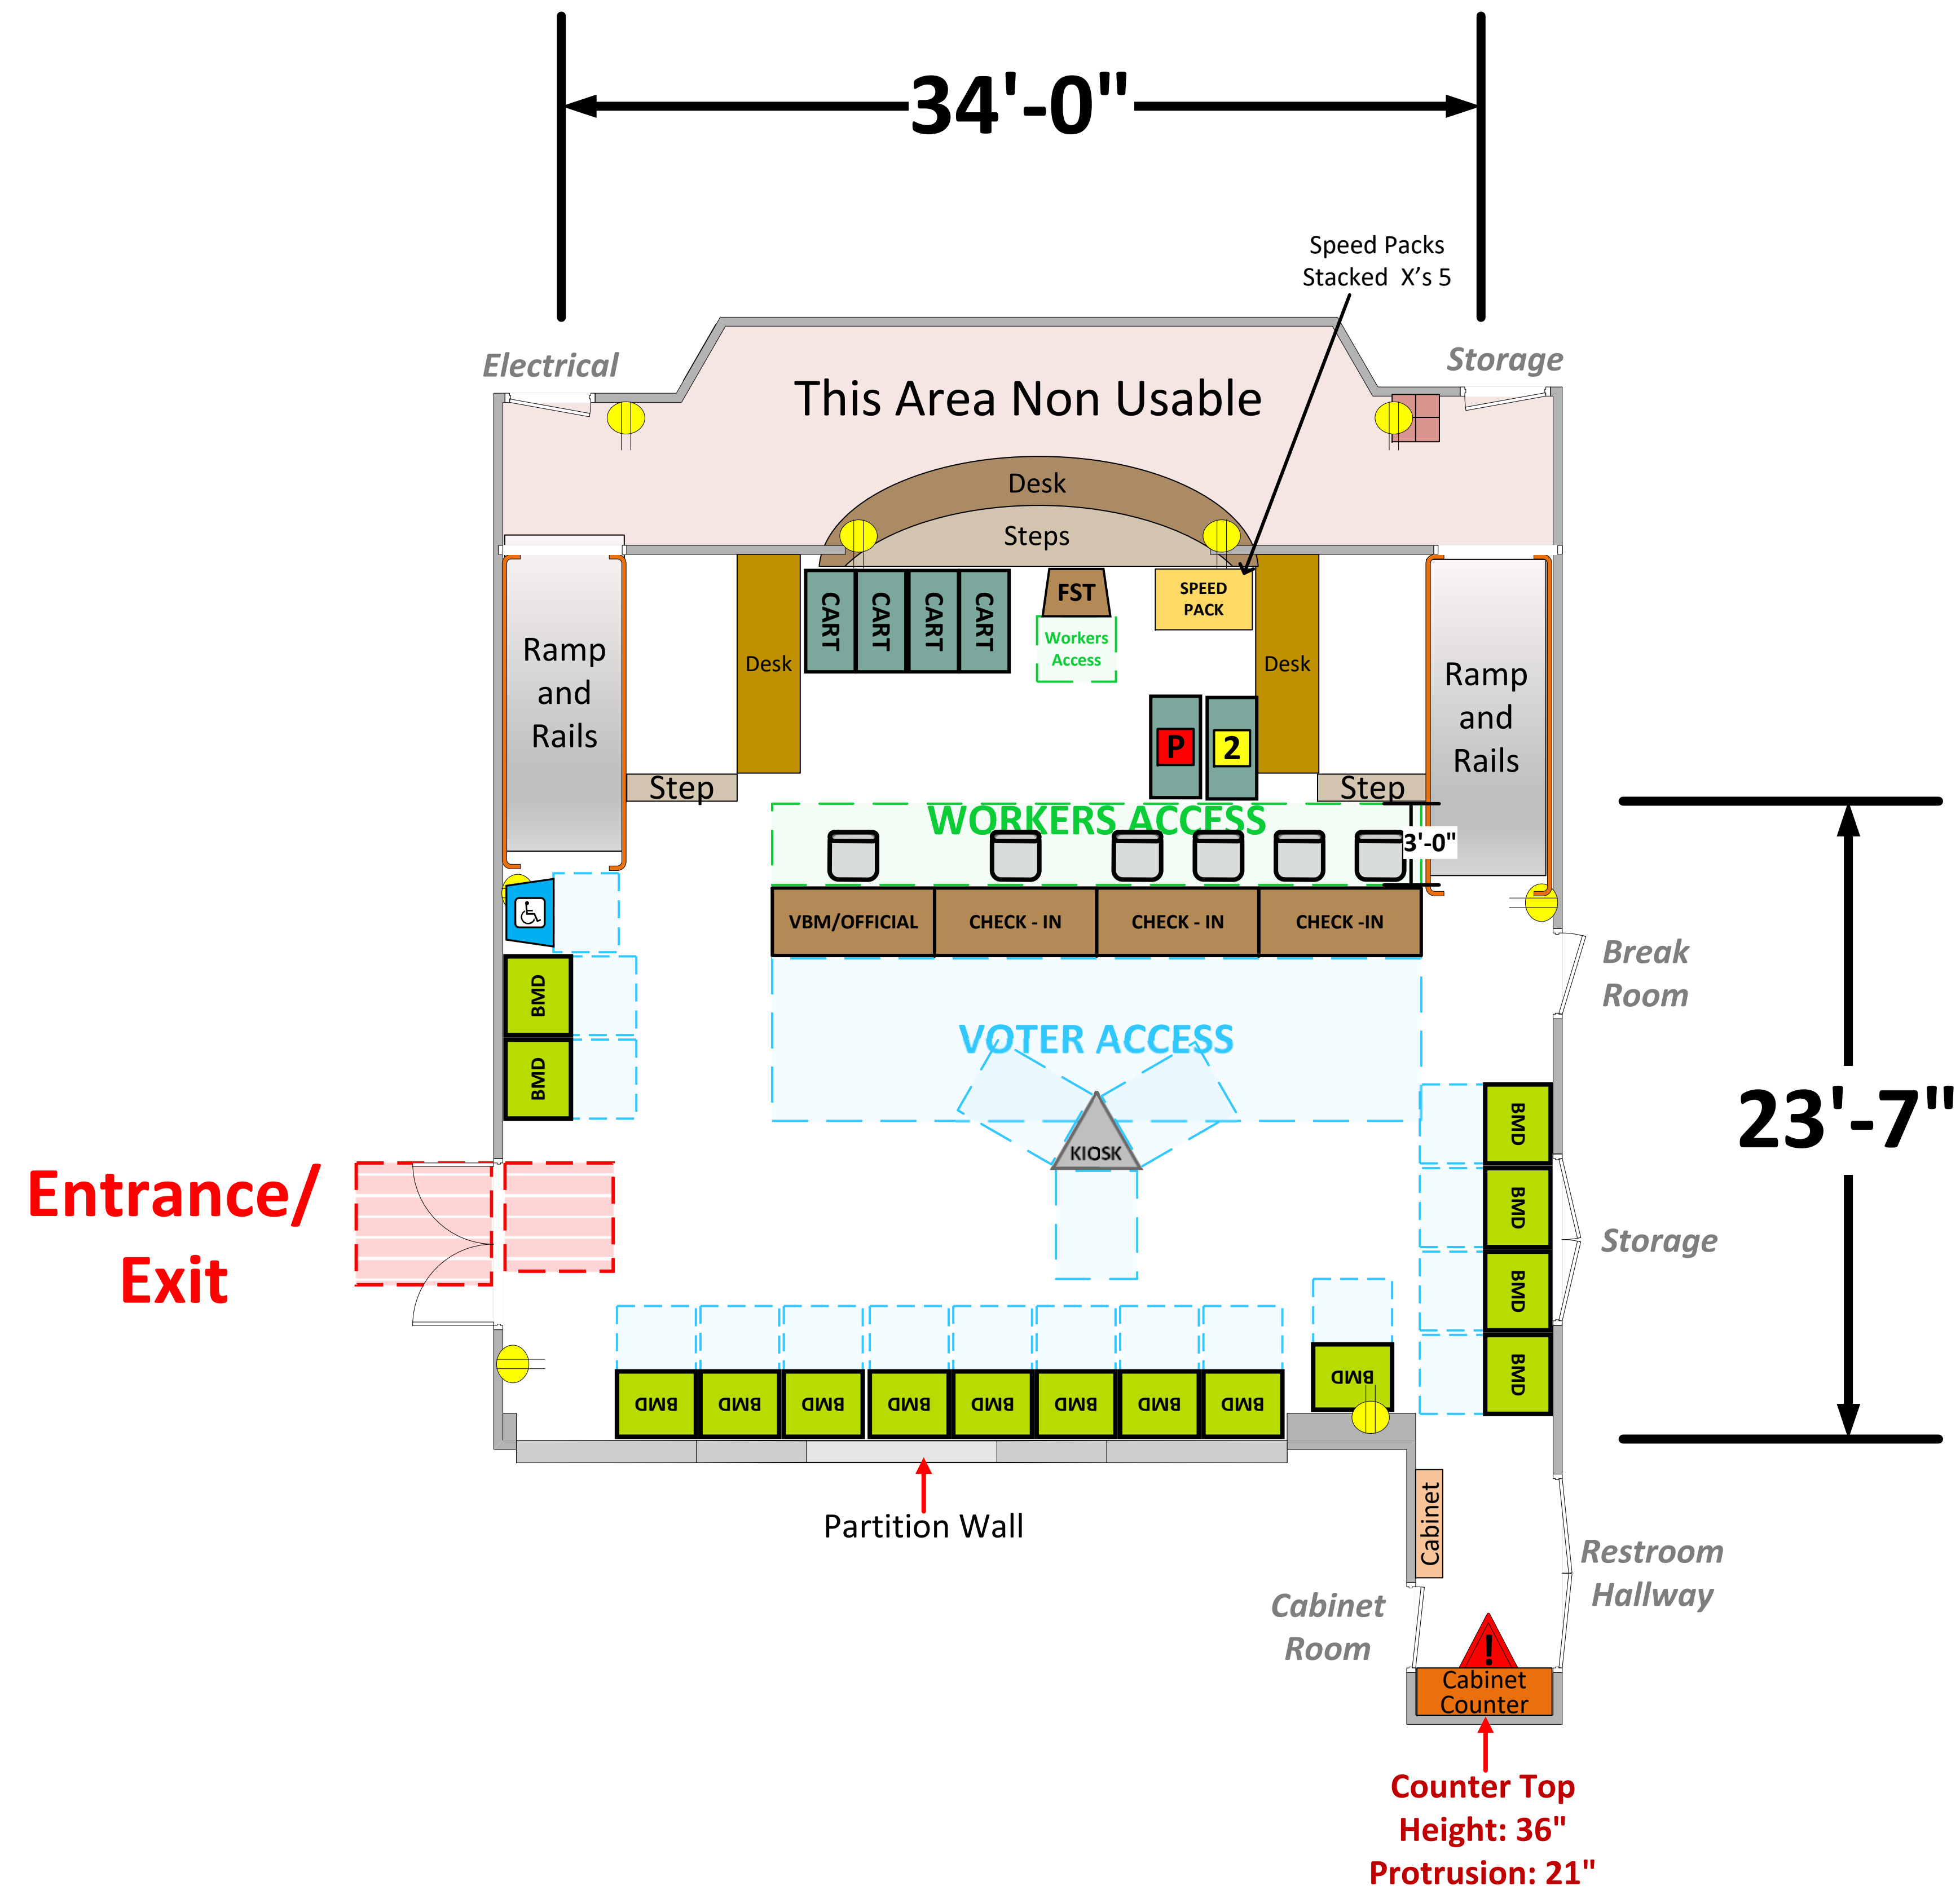 34'-0"
Speed Packs
Stacked X's 5
Electrical
Storage
This Area Non Usable
Desk
Steps
CART
CART
CART
CART
FST
SPEED
PACK
Workers
Access
Ramp
and
Rails
Desk
Desk
Ramp
and
Rails
P
2
Step
Step
WORKERS ACCESS
3'-0"
VBM/OFFICIAL
CHECK - IN
CHECK - IN
CHECK -IN
Break
Room
BMD
BMD
VOTER ACCESS
KIOSK
23'-7"
BMD
BMD
BMD
BMD
Entrance/
Exit
Storage
BMD
BMD
BMD
BMD
BMD
BMD
BMD
BMD
BMD
Partition Wall
Cabinet
Restroom
Hallway
Cabinet
Room
!
Cabinet
Counter
Counter Top
Height: 36"
Protrusion: 21"